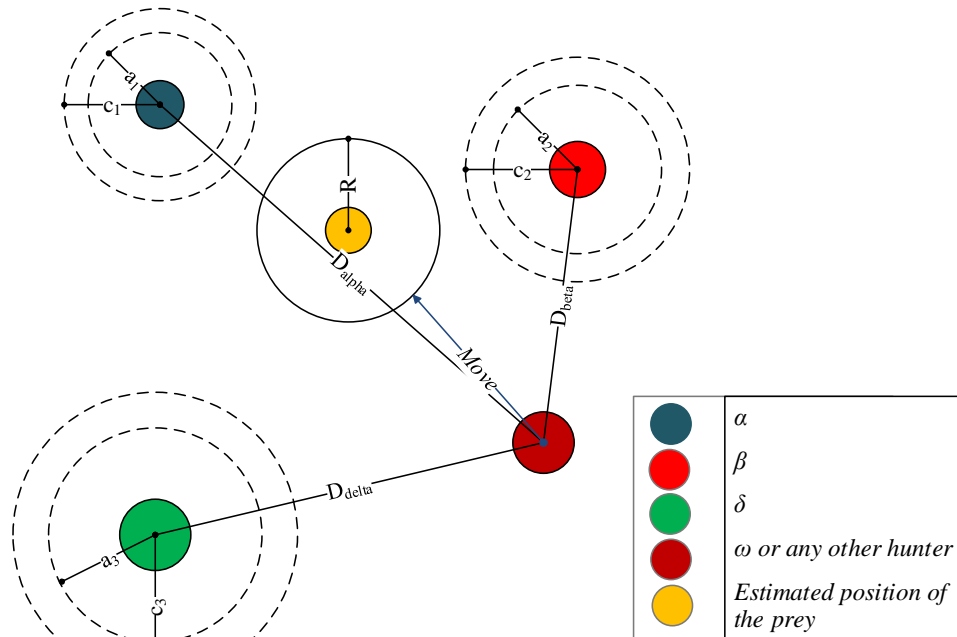 a1
c1
a2
c2
R
Dalpha
Dbeta
Move
Ddelta
a3
c3
α
β
δ
ω or any other hunter
Estimated position of
the prey